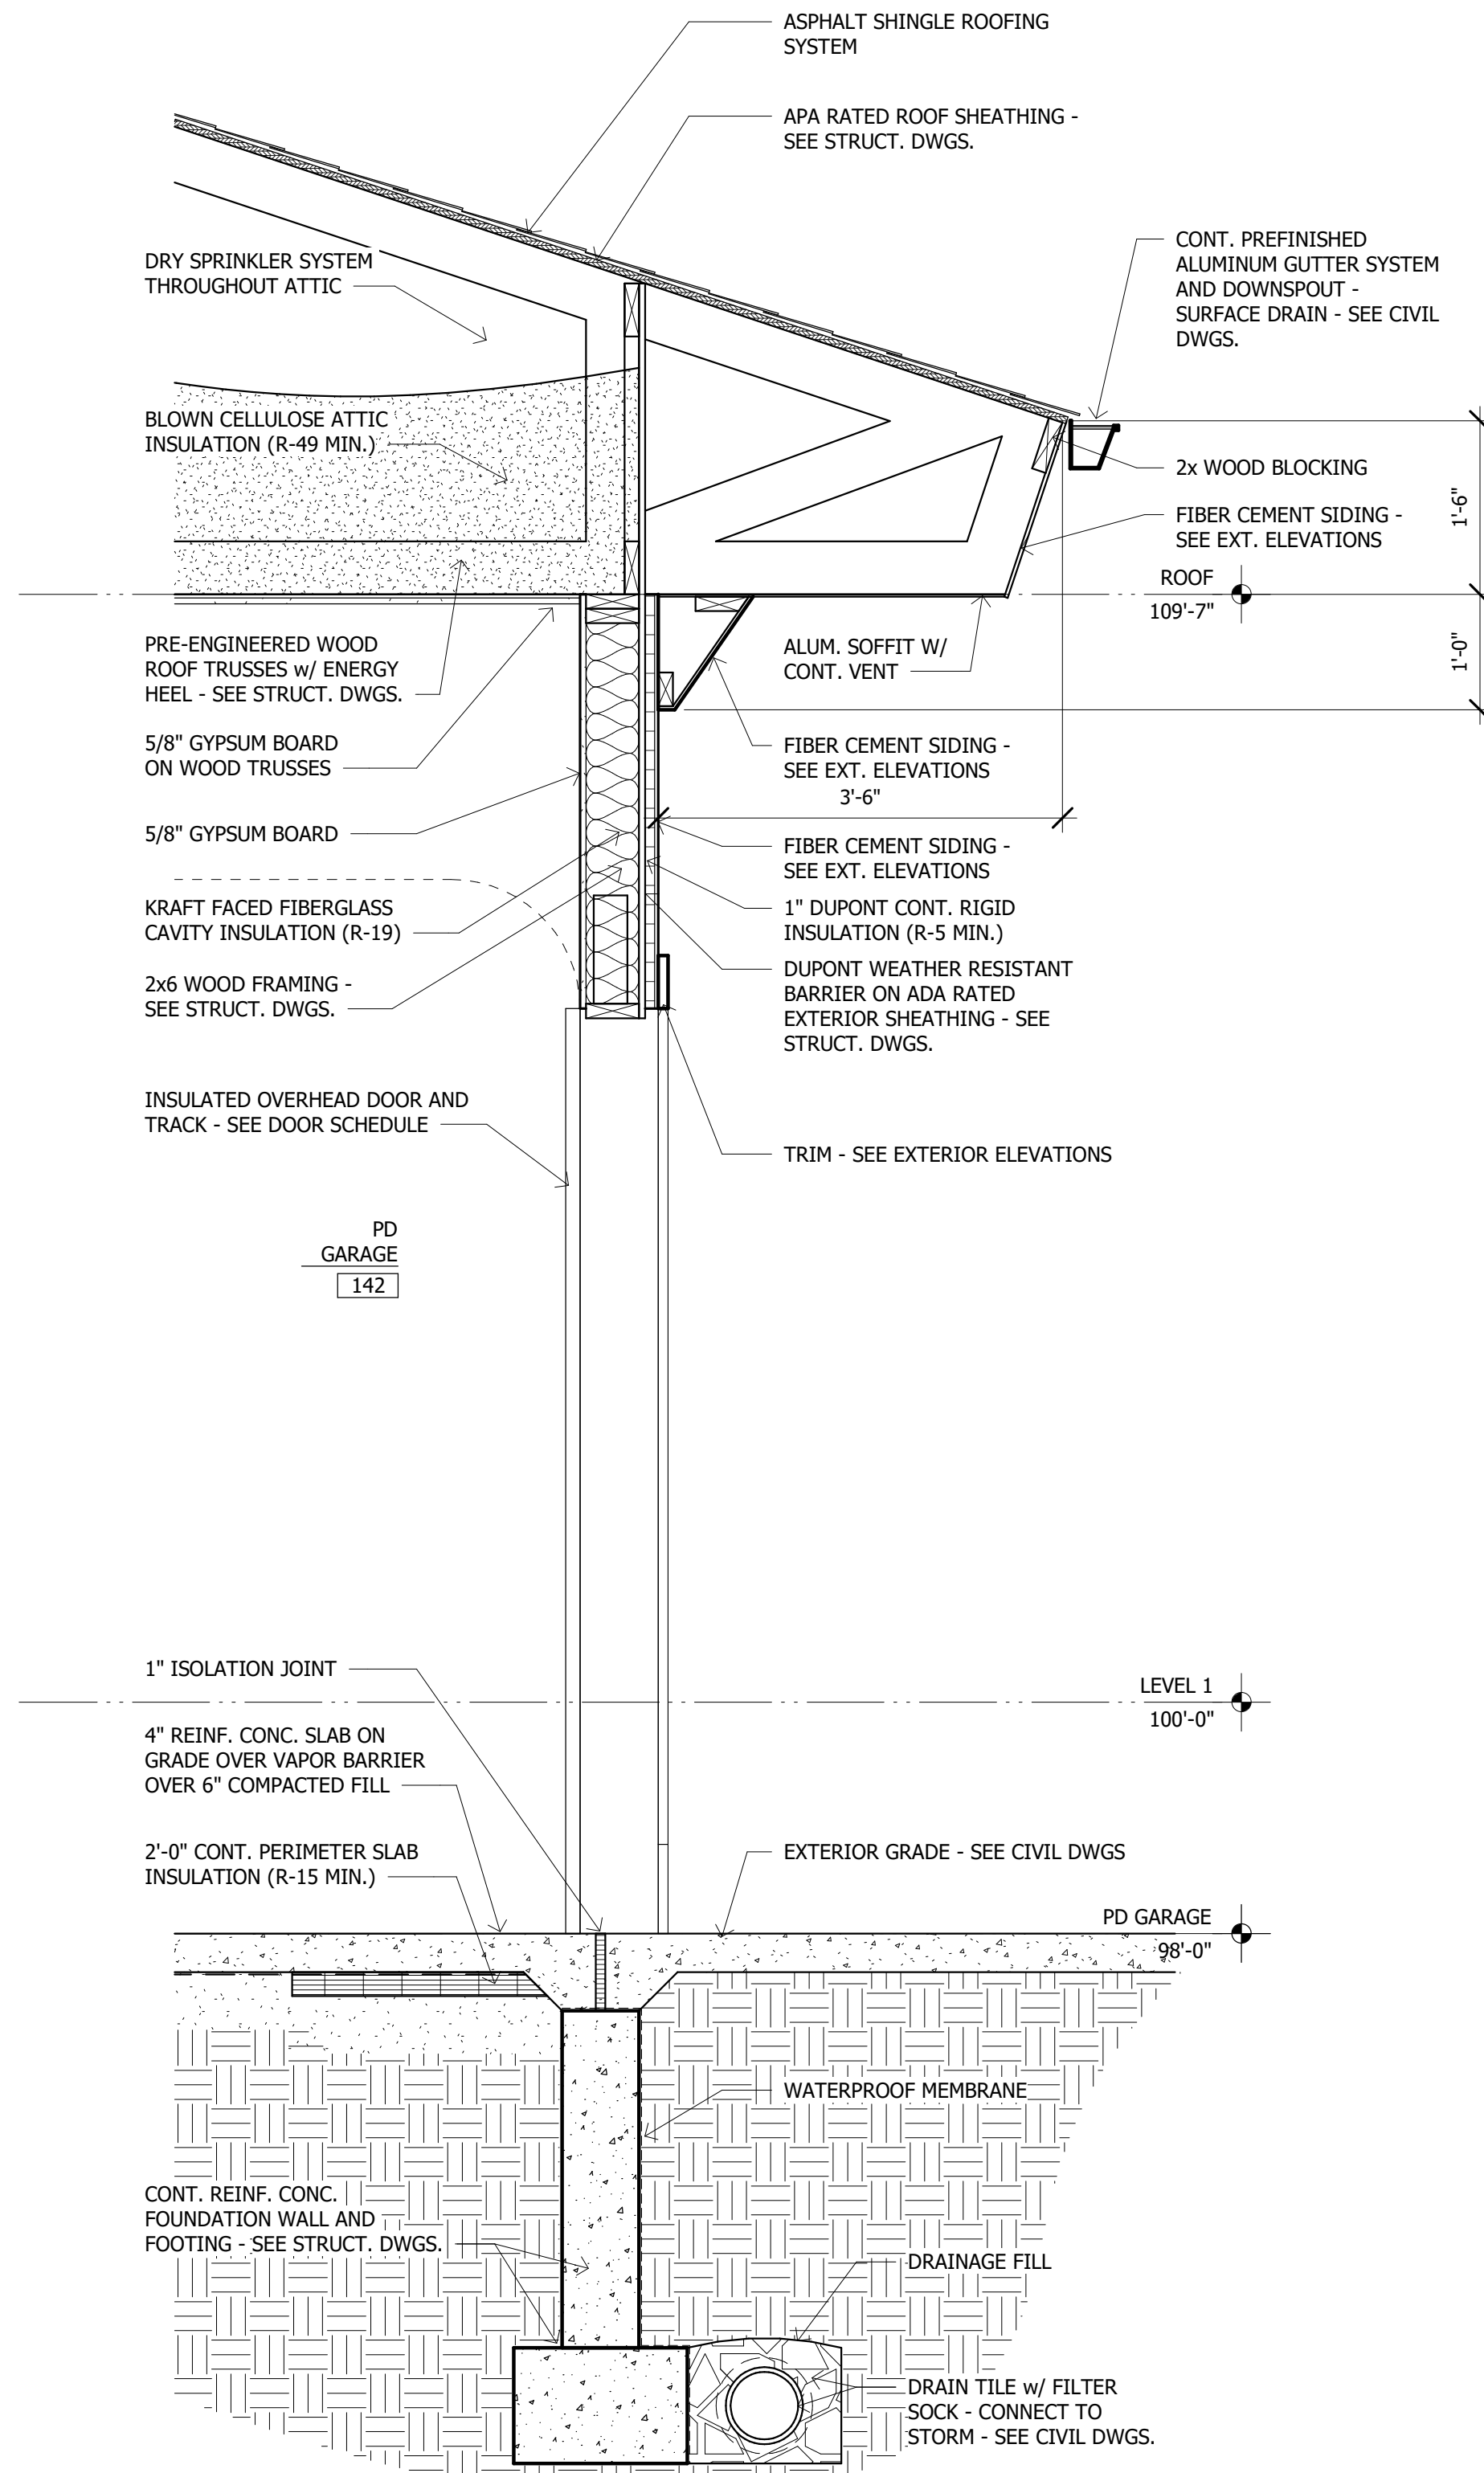 ASPHALT SHINGLE ROOFING
SYSTEM
APA RATED ROOF SHEATHING -
SEE STRUCT. DWGS.
CONT. PREFINISHED
ALUMINUM GUTTER SYSTEM
AND DOWNSPOUT -
SURFACE DRAIN - SEE CIVIL
DWGS.
DRY SPRINKLER SYSTEM
THROUGHOUT ATTIC
BLOWN CELLULOSE ATTIC
INSULATION (R-49 MIN.)
2x WOOD BLOCKING
1'-6"
FIBER CEMENT SIDING -
SEE EXT. ELEVATIONS
ROOF
109'-7"
PRE-ENGINEERED WOOD
ROOF TRUSSES w/ ENERGY
HEEL - SEE STRUCT. DWGS.
ALUM. SOFFIT W/
CONT. VENT
1'-0"
5/8" GYPSUM BOARD
ON WOOD TRUSSES
FIBER CEMENT SIDING -
SEE EXT. ELEVATIONS
3'-6"
5/8" GYPSUM BOARD
FIBER CEMENT SIDING -
SEE EXT. ELEVATIONS
KRAFT FACED FIBERGLASS
CAVITY INSULATION (R-19)
1" DUPONT CONT. RIGID
INSULATION (R-5 MIN.)
2x6 WOOD FRAMING -
SEE STRUCT. DWGS.
DUPONT WEATHER RESISTANT
BARRIER ON ADA RATED
EXTERIOR SHEATHING - SEE
STRUCT. DWGS.
INSULATED OVERHEAD DOOR AND
TRACK - SEE DOOR SCHEDULE
TRIM - SEE EXTERIOR ELEVATIONS
PD
GARAGE
142
1" ISOLATION JOINT
LEVEL 1
100'-0"
4" REINF. CONC. SLAB ON
GRADE OVER VAPOR BARRIER
OVER 6" COMPACTED FILL
2'-0" CONT. PERIMETER SLAB
INSULATION (R-15 MIN.)
EXTERIOR GRADE - SEE CIVIL DWGS
PD GARAGE
98'-0"
WATERPROOF MEMBRANE
CONT. REINF. CONC.
FOUNDATION WALL AND
FOOTING - SEE STRUCT. DWGS.
DRAINAGE FILL
DRAIN TILE w/ FILTER
SOCK - CONNECT TO
STORM - SEE CIVIL DWGS.